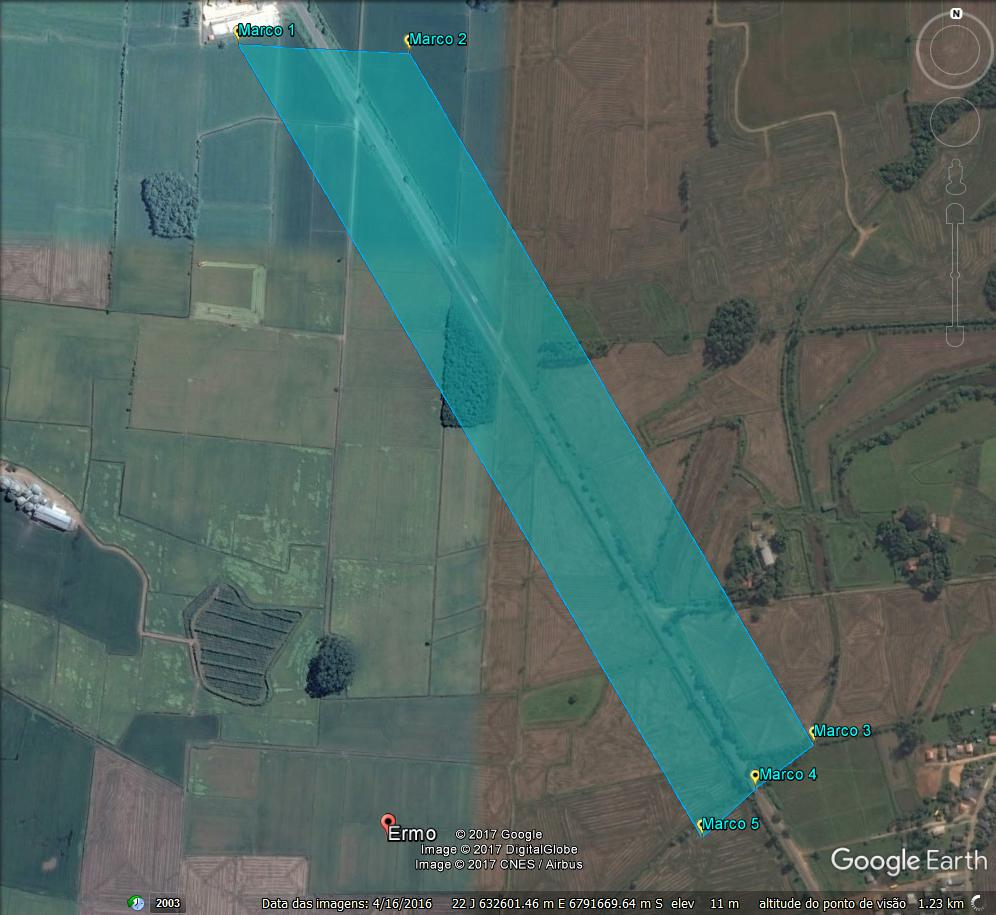 N
Marco 1
Marco 2
Marco 3
Marco 4
Marco 5
Ermo
© 2017 Google
Image © 2017 DigitalGlobe
Image © 2017 CNES / Airbus
Google Earth
2003
Data das imagens: 4/16/2016 22 J 632601.46 m E 6791669.64 m S elev 11 m altitude do ponto de visão 1.23 km